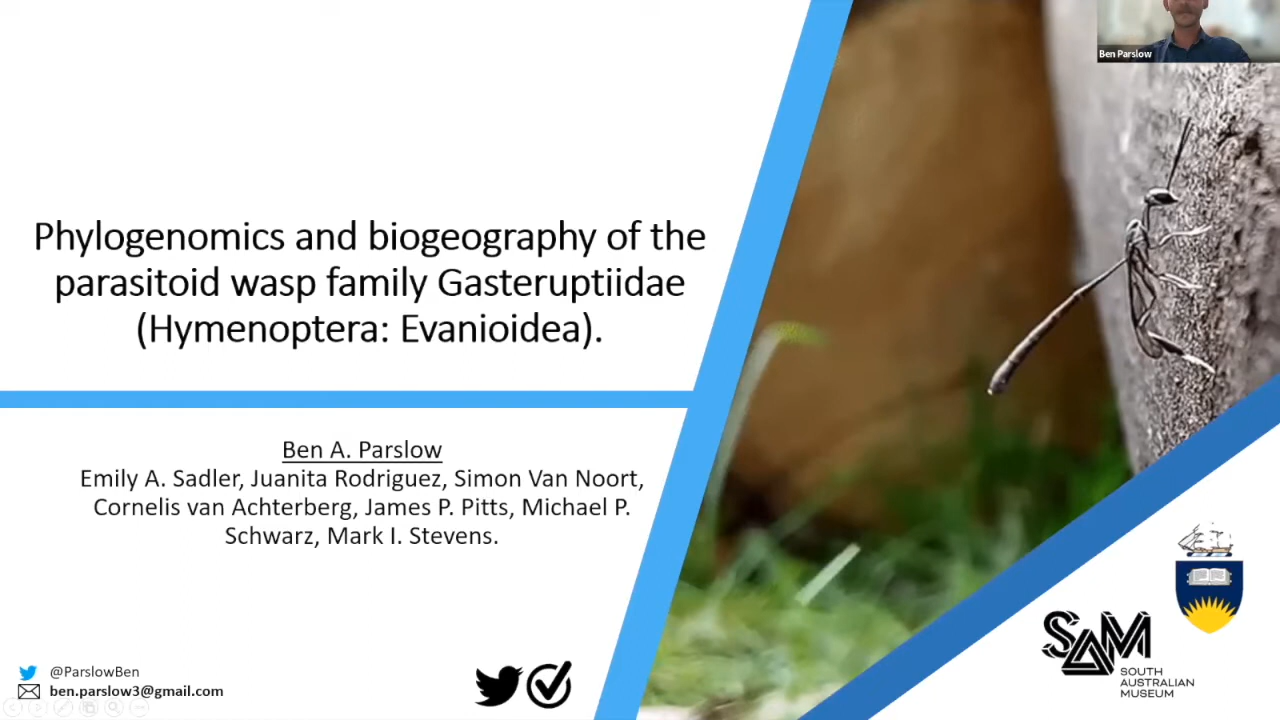 Ben Parslow
Phylogenomics and biogeography of the
parasitoid wasp family Gasteruptiidae
(Hymenoptera: Evanioidea).
Ben A. Parslow
Emily A. Sadler, Juanita Rodriguez, Simon Van Noort,
Cornelis van Achterberg, James P. Pitts, Michael P.
Schwarz, Mark I. Stevens.
@ParslowBen
ben.parslow3@gmail.com
SAM
SOUTH
AUSTRALIAN
MUSEUM